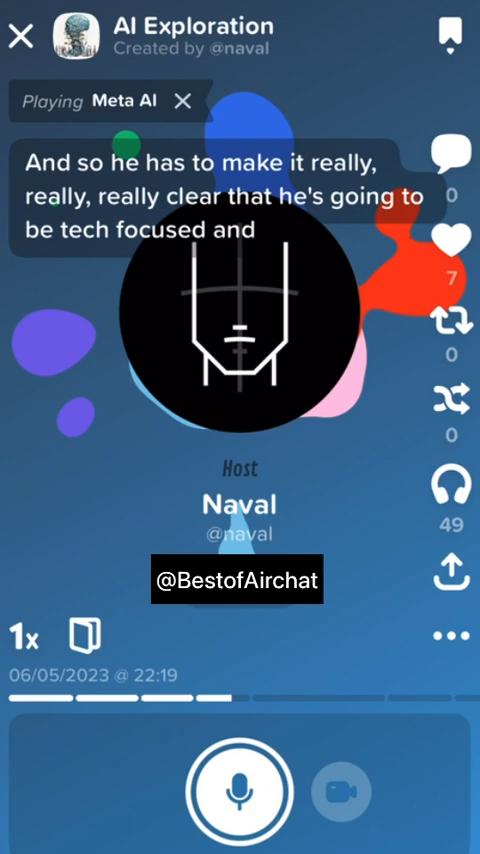 AI Exploration
Created by @naval
Playing Meta AI
And so he has to make it really,
really, really clear that he's going to
be tech focused and
0
7
0
0
49
Host
Naval
@naval
@BestofAirchat
1x
06/05/2023 @ 22:19